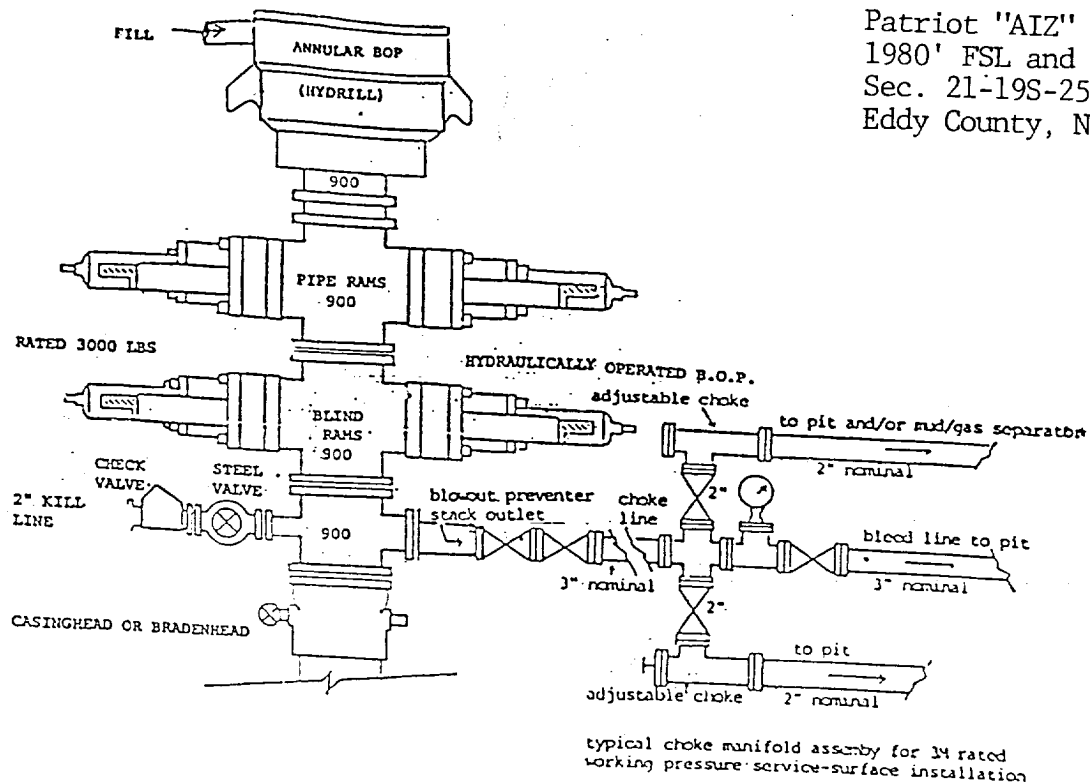 Patriot "AIZ"
1980' FSL and
Sec. 21-19S-25
Eddy County, N
FILL
ANNULAR BOP
(HYDRILL)
900
PIPE RAMS
900
RATED 3000 LBS
HYDRAULICALLY OPERATED B.O.P.
adjustable choke
to pit and/or mud/gas separator
2" nominal
BLIND
RAMS
900
CHECK
VALVE
STEEL
VALVE
2" KILL
LINE
blowout preventer
stack outlet
choke
line
2"
900
3" nominal
bleed line to pit
3" nominal
2"
CASINGHEAD OR BRADENHEAD
to pit
adjustable choke
2" nominal
typical choke manifold assemby for 3M rated
working pressure service-surface installation